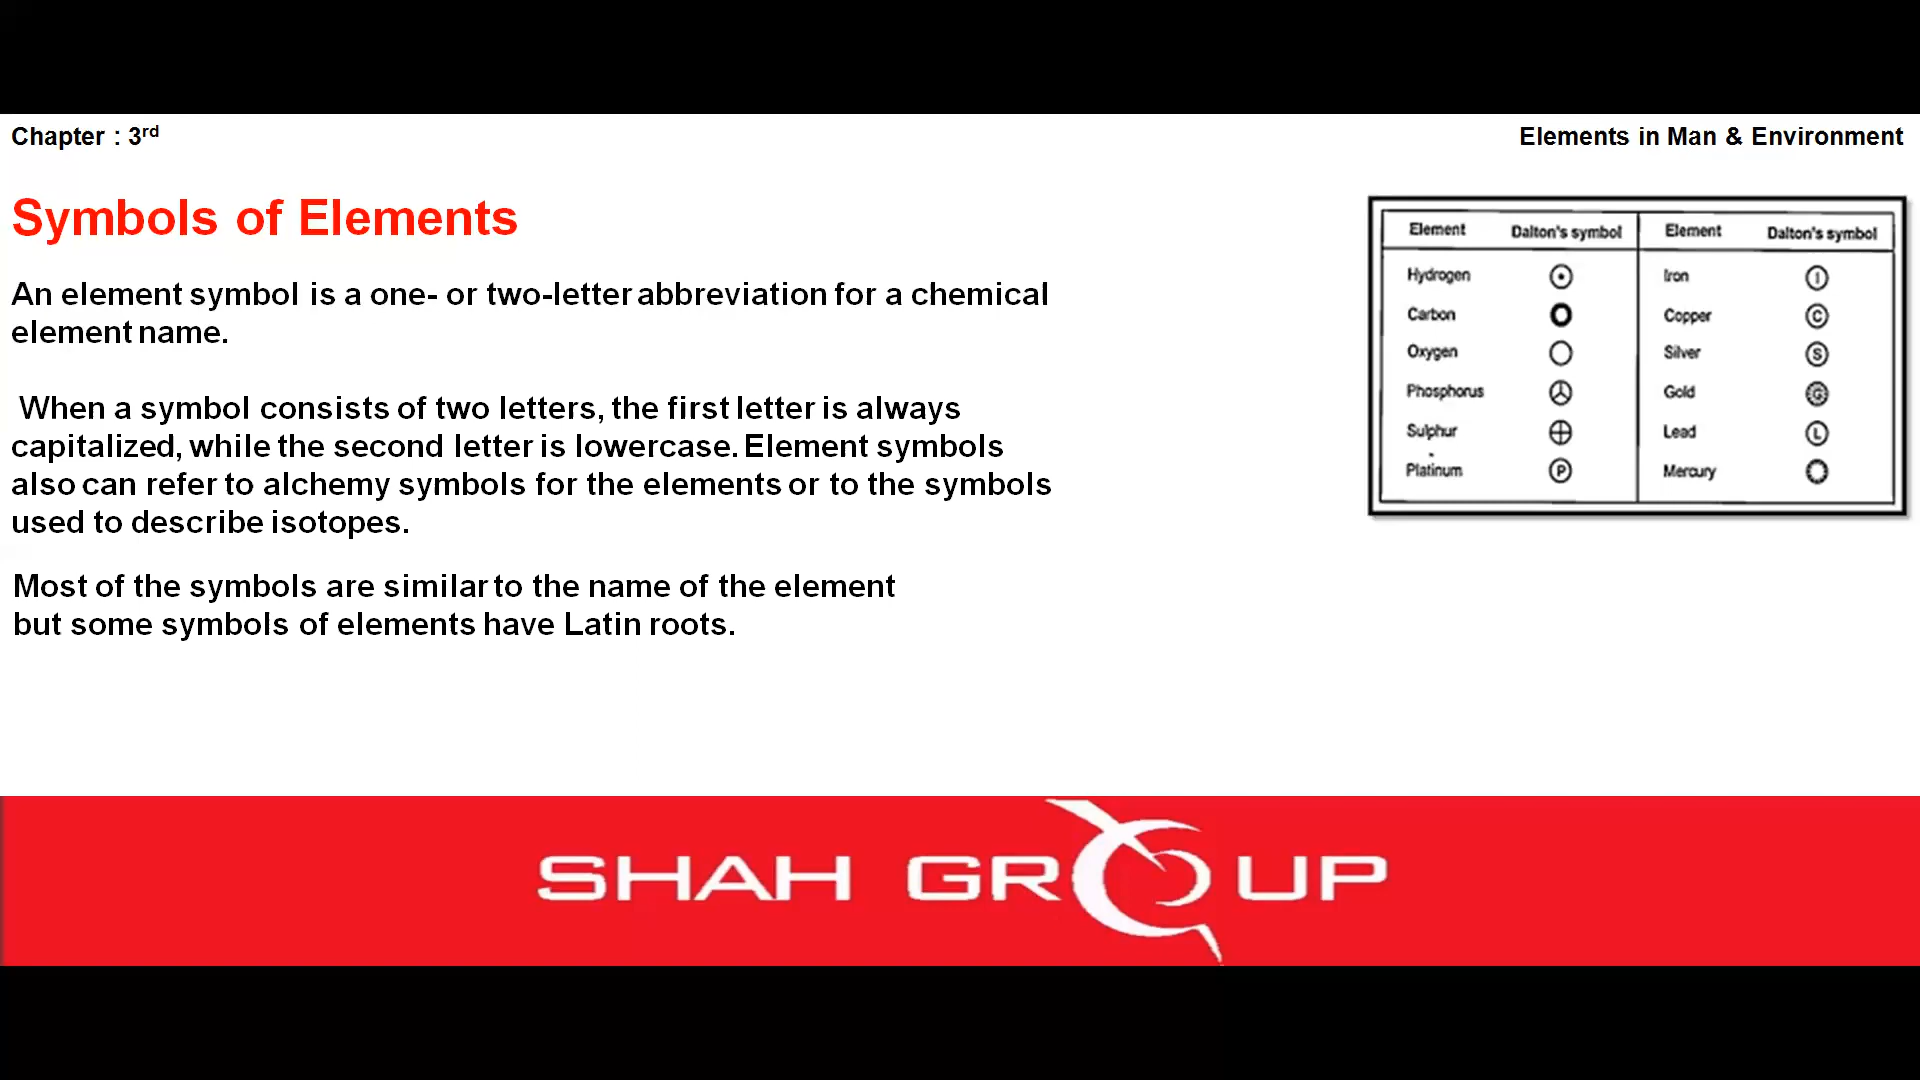 Chapter : 3rd
Elements in Man & Environment
Symbols of Elements
An element symbol is a one- or two-letter abbreviation for a chemical
element name.
When a symbol consists of two letters, the first letter is always
capitalized, while the second letter is lowercase. Element symbols
also can refer to alchemy symbols for the elements or to the symbols
used to describe isotopes.
Most of the symbols are similar to the name of the element
but some symbols of elements have Latin roots.
Element Dalton's symbol Element Dalton's symbol
Hydrogen Iron I
Carbon Copper C
Oxygen Silver S
Phosphorus Gold G
Sulphur Lead L
Platinum P Mercury
SHAH GROUP